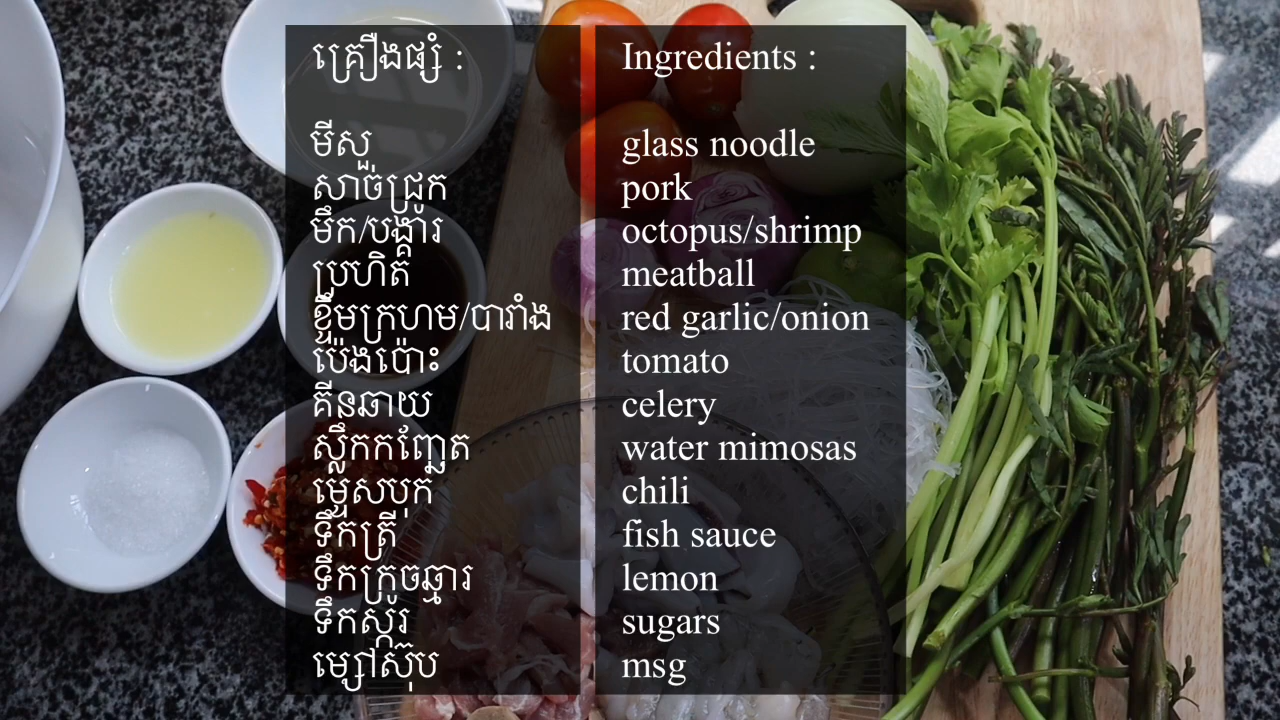 គ្រឿងផ្សំ :
មីសួ
សាច់ជ្រូក
មឹក/បង្គារ
ប្រហិត
ខ្ទឹមក្រហម/បារាំង
ប៉េងប៉ោះ
គីនឆាយ
ស្លឹកកញ្ឆែត
ម្ទេសបុក
ទឹកត្រី
ទឹកក្រូចឆ្មារ
ទឹកស្ករ
ម្សៅស៊ុប
Ingredients :
glass noodle
pork
octopus/shrimp
meatball
red garlic/onion
tomato
celery
water mimosas
chili
fish sauce
lemon
sugars
msg